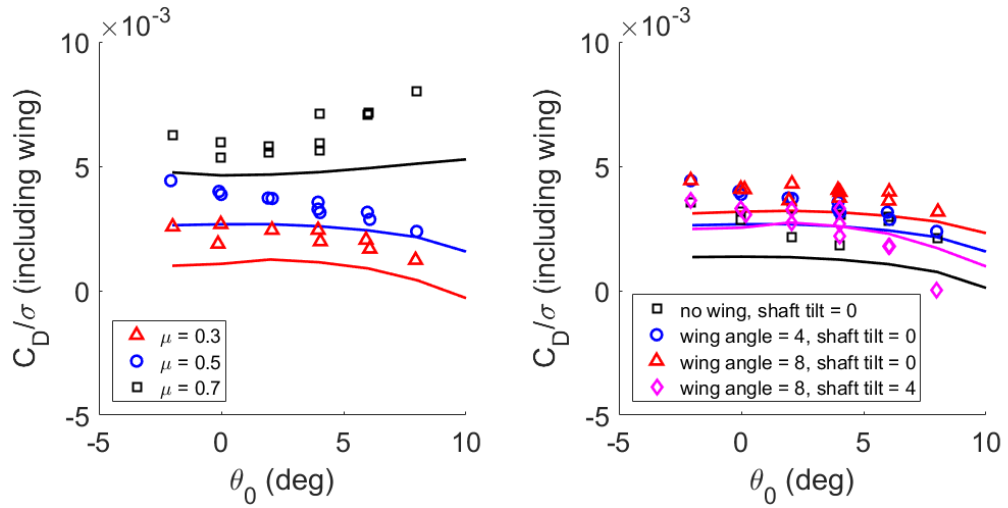 ×10⁻³
10
5
0
-5
-5
0
5
10
C_D/σ (including wing)
θ₀ (deg)
μ = 0.3
μ = 0.5
μ = 0.7
×10⁻³
10
5
0
-5
-5
0
5
10
C_D/σ (including wing)
θ₀ (deg)
no wing, shaft tilt = 0
wing angle = 4, shaft tilt = 0
wing angle = 8, shaft tilt = 0
wing angle = 8, shaft tilt = 4